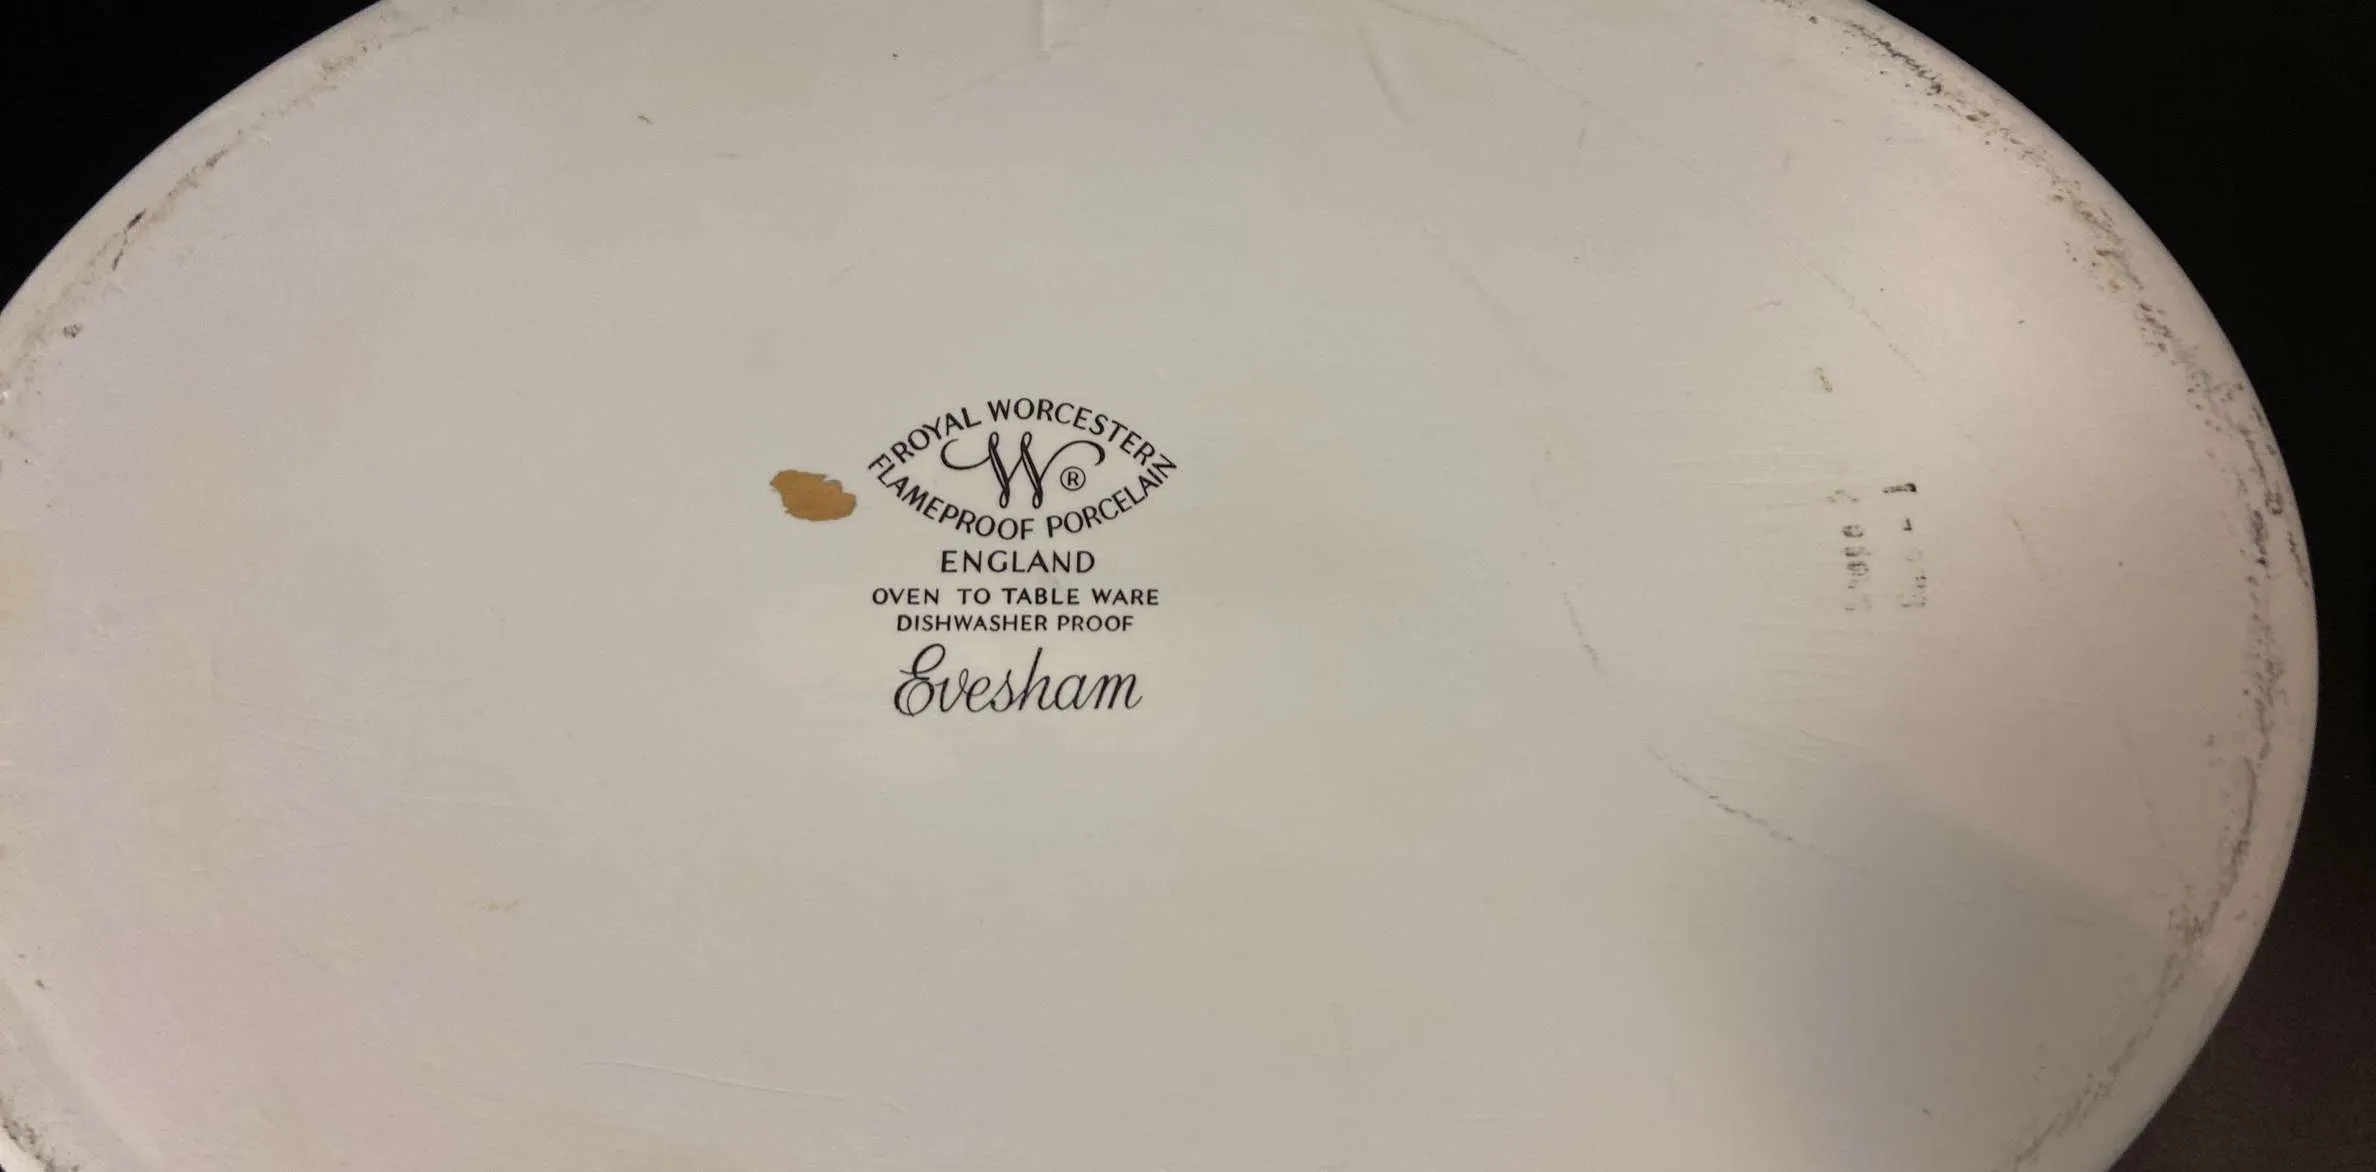 ROYAL WORCESTER
W®
FLAMEPROOF PORCELAIN
ENGLAND
OVEN TO TABLE WARE
DISHWASHER PROOF
Evesham